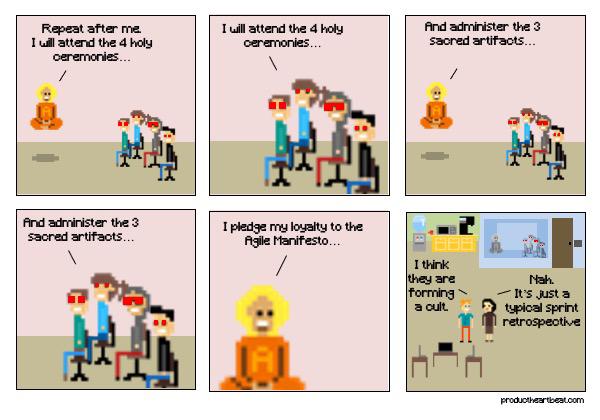 Repeat after me.
I will attend the 4 holy
ceremonies...
I will attend the 4 holy
ceremonies...
And administer the 3
sacred artifacts...
And administer the 3
sacred artifacts...
I pledge my loyalty to the
Agile Manifesto...
I think
they are
forming
a cult.
Nah.
It's just a
typical sprint
retrospective
productheartbeat.com